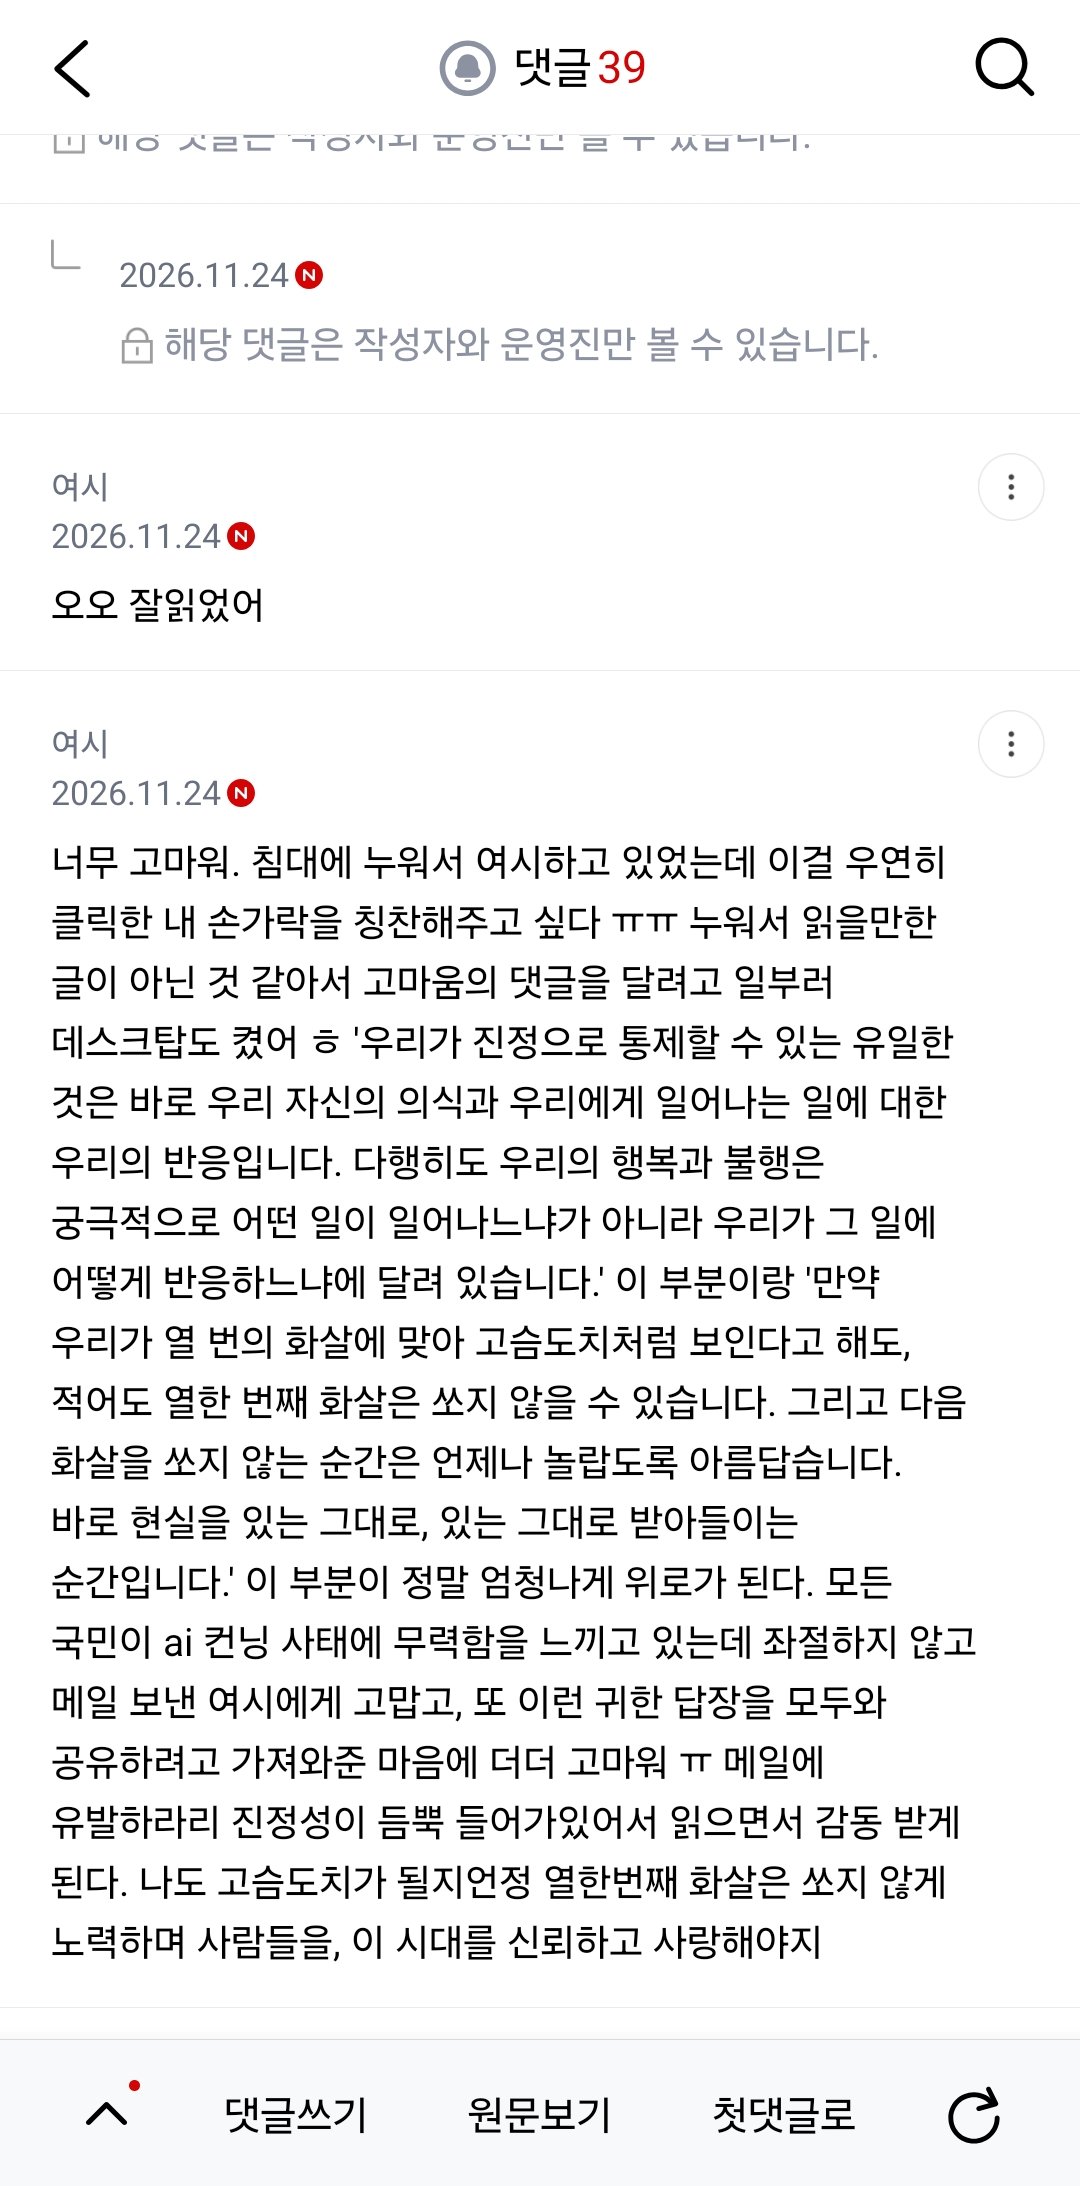 댓글 39
2026.11.24 N
해당 댓글은 작성자와 운영진만 볼 수 있습니다.
여시
2026.11.24 N
오오 잘읽었어
여시
2026.11.24 N
너무 고마워. 침대에 누워서 여시하고 있었는데 이걸 우연히
클릭한 내 손가락을 칭찬해주고 싶다 ㅠㅠ 누워서 읽을만한
글이 아닌 것 같아서 고마움의 댓글을 달려고 일부러
데스크탑도 켰어 ㅎ '우리가 진정으로 통제할 수 있는 유일한
것은 바로 우리 자신의 의식과 우리에게 일어나는 일에 대한
우리의 반응입니다. 다행히도 우리의 행복과 불행은
궁극적으로 어떤 일이 일어나느냐가 아니라 우리가 그 일에
어떻게 반응하느냐에 달려 있습니다.' 이 부분이랑 '만약
우리가 열 번의 화살에 맞아 고슴도치처럼 보인다고 해도,
적어도 열한 번째 화살은 쏘지 않을 수 있습니다. 그리고 다음
화살을 쏘지 않는 순간은 언제나 놀랍도록 아름답습니다.
바로 현실을 있는 그대로, 있는 그대로 받아들이는
순간입니다.' 이 부분이 정말 엄청나게 위로가 된다. 모든
국민이 ai 컨닝 사태에 무력함을 느끼고 있는데 좌절하지 않고
메일 보낸 여시에게 고맙고, 또 이런 귀한 답장을 모두와
공유하려고 가져와준 마음에 더더 고마워 ㅠ 메일에
유발하라리 진정성이 듬뿍 들어가있어서 읽으면서 감동 받게
된다. 나도 고슴도치가 될지언정 열한번째 화살은 쏘지 않게
노력하며 사람들을, 이 시대를 신뢰하고 사랑해야지
댓글쓰기 원문보기 첫댓글로